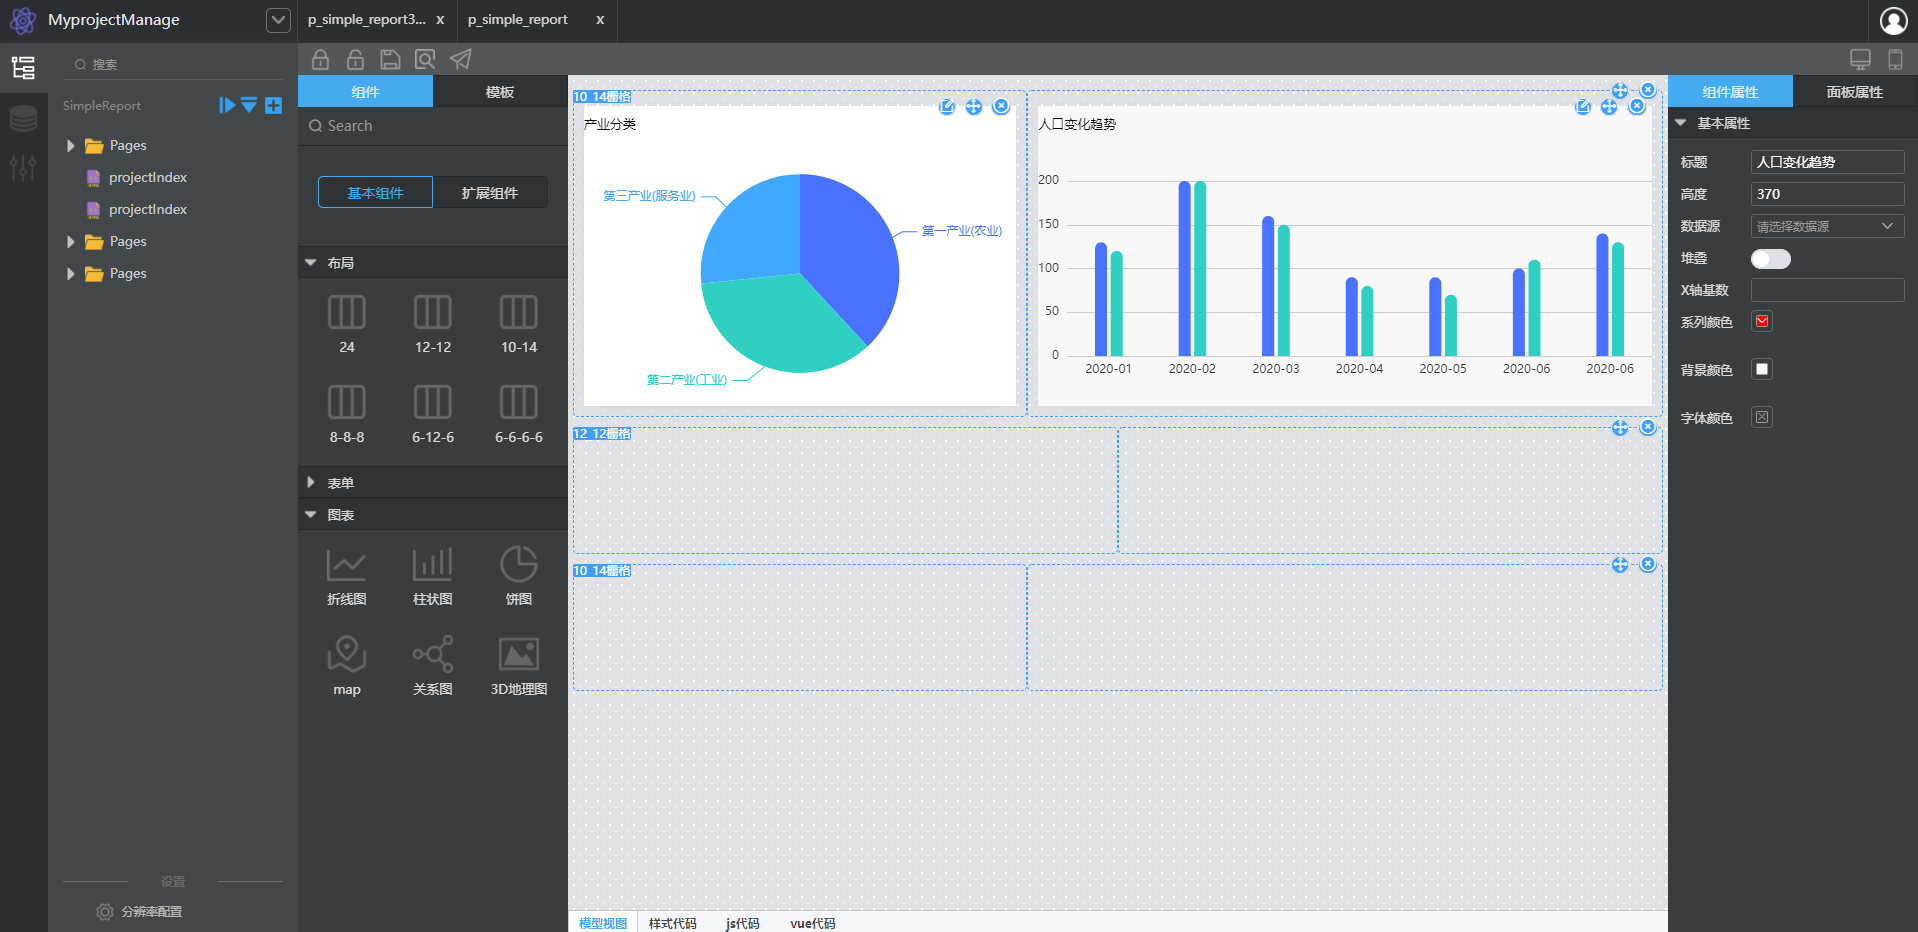 MyprojectManage
p_simple_report3... x
p_simple_report x
搜索
SimpleReport
Pages
projectIndex
projectIndex
Pages
Pages
设置
分辨率配置
组件 模板
Search
基本组件 扩展组件
布局
24 12-12 10-14
8-8-8 6-12-6 6-6-6-6
表单
图表
折线图 柱状图 饼图
map 关系图 3D地理图
10_14栅格
产业分类
第三产业(服务业)
第一产业(农业)
第二产业(工业)
人口变化趋势
200
150
100
50
0
2020-01 2020-02 2020-03 2020-04 2020-05 2020-06 2020-06
12_12栅格
10_14栅格
模型视图 样式代码 js代码 vue代码
组件属性 面板属性
基本属性
标题 人口变化趋势
高度 370
数据源 请选择数据源
堆叠
X轴基数
系列颜色
背景颜色
字体颜色